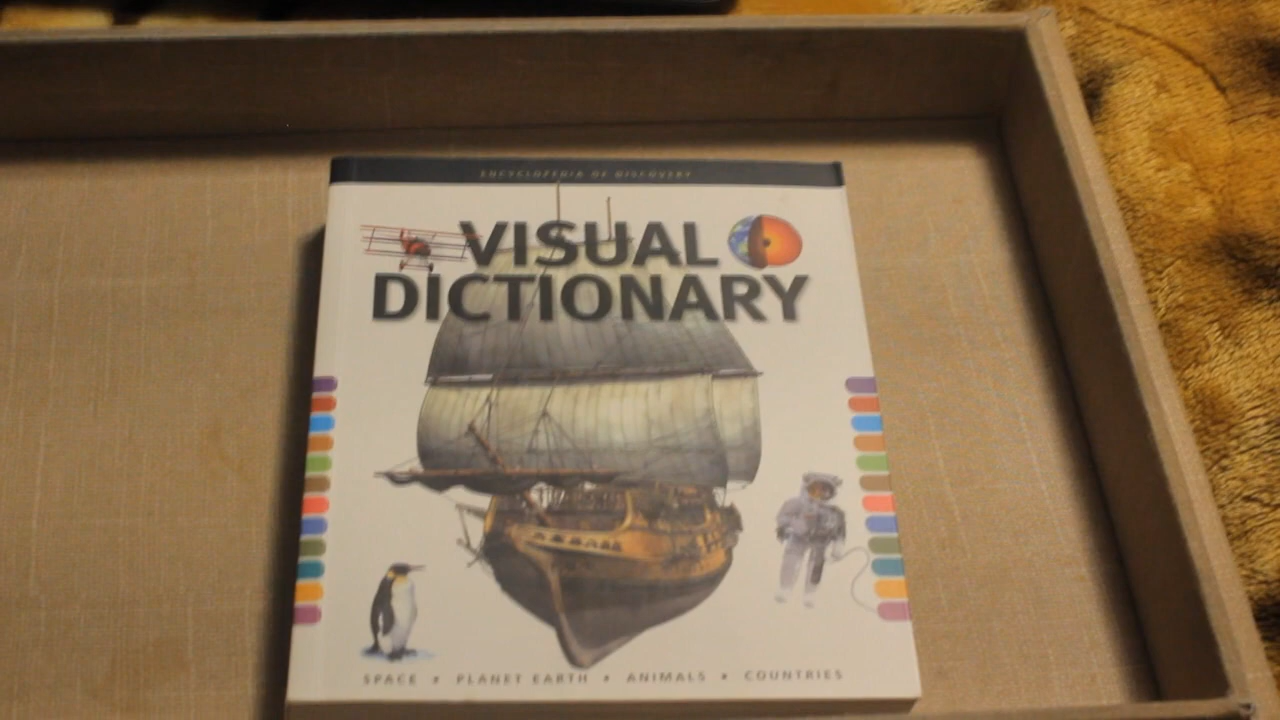 ENCYCLOPEDIA OF DISCOVERY
VISUAL
DICTIONARY
SPACE • PLANET EARTH • ANIMALS • COUNTRIES